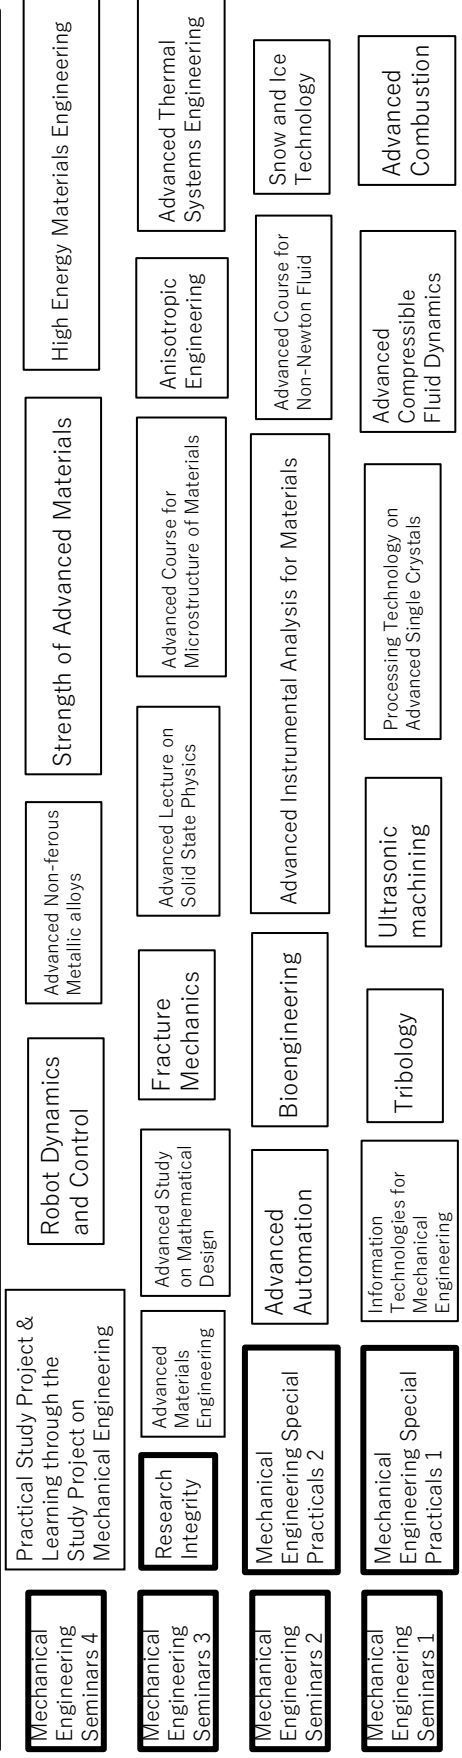 Mechanical
Engineering
Seminars 4
Practical Study Project &
Learning through the
Study Project on
Mechanical Engineering
Robot Dynamics
and Control
Advanced Non-ferous
Metallic alloys
Strength of Advanced Materials
High Energy Materials Engineering
Mechanical
Engineering
Seminars 3
Research
Integrity
Advanced
Materials
Engineering
Advanced Study
on Mathematical
Design
Fracture
Mechanics
Advanced Lecture on
Solid State Physics
Advanced Course for
Microstructure of Materials
Anisotropic
Engineering
Advanced Thermal
Systems Engineering
Mechanical
Engineering
Seminars 2
Mechanical
Engineering Special
Practicals 2
Advanced
Automation
Bioengineering
Advanced Instrumental Analysis for Materials
Advanced Course for
Non-Newton Fluid
Snow and Ice
Technology
Mechanical
Engineering
Seminars 1
Mechanical
Engineering Special
Practicals 1
Information
Technologies for
Mechanical
Engineering
Tribology
Ultrasonic
machining
Processing Technology on
Advanced Single Crystals
Advanced
Compressible
Fluid Dynamics
Advanced
Combustion